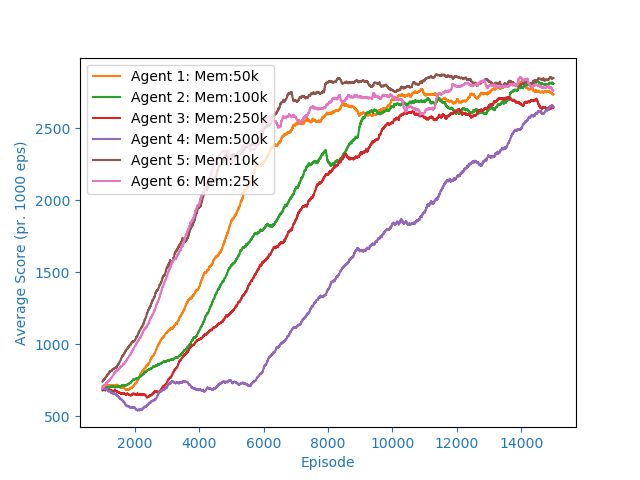 Agent 1: Mem:50k
Agent 2: Mem:100k
Agent 3: Mem:250k
Agent 4: Mem:500k
Agent 5: Mem:10k
Agent 6: Mem:25k
Average Score (pr. 1000 eps)
2500
2000
1500
1000
500
2000 4000 6000 8000 10000 12000 14000
Episode